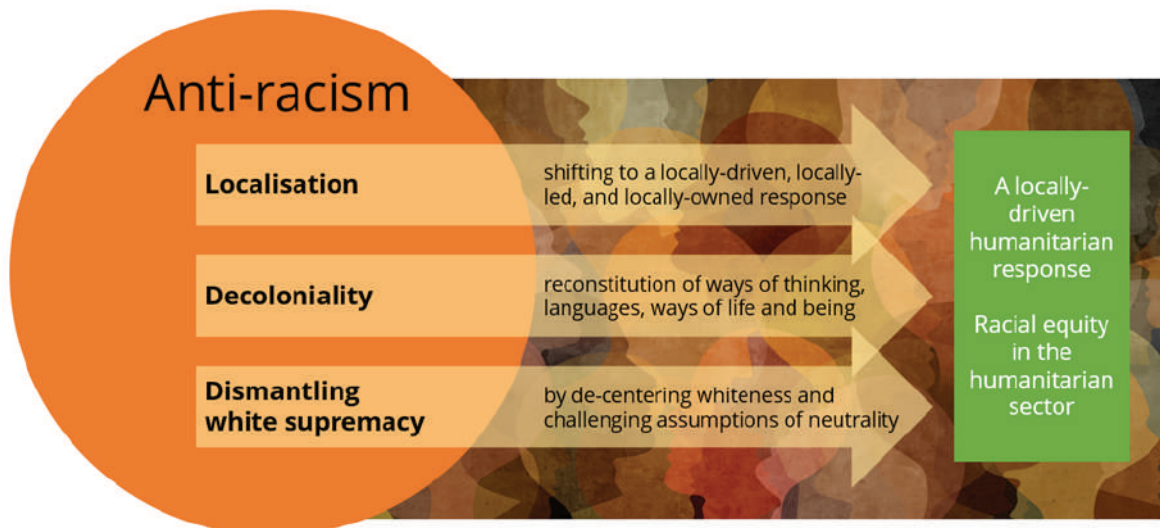 Anti-racism
Localisation
shifting to a locally-driven, locally-
led, and locally-owned response
Decoloniality
reconstitution of ways of thinking,
languages, ways of life and being
Dismantling
white supremacy
by de-centering whiteness and
challenging assumptions of neutrality
A locally-
driven
humanitarian
response
Racial equity
in the
humanitarian
sector